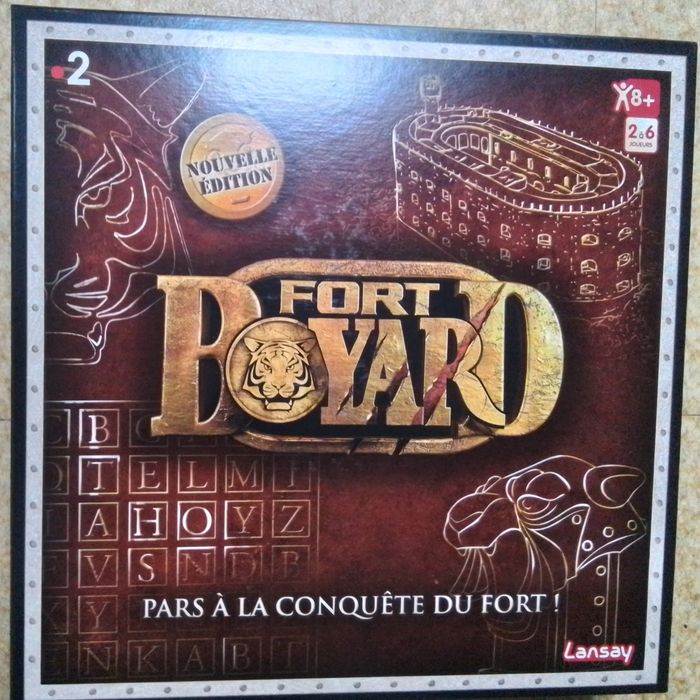 2
8+
2 à 6
JOUEURS
NOUVELLE
ÉDITION
FORT
BOYARD
B
T E L M I
A H O Y Z
V S N D B
Y
E N K A B T
PARS À LA CONQUÊTE DU FORT !
Lansay